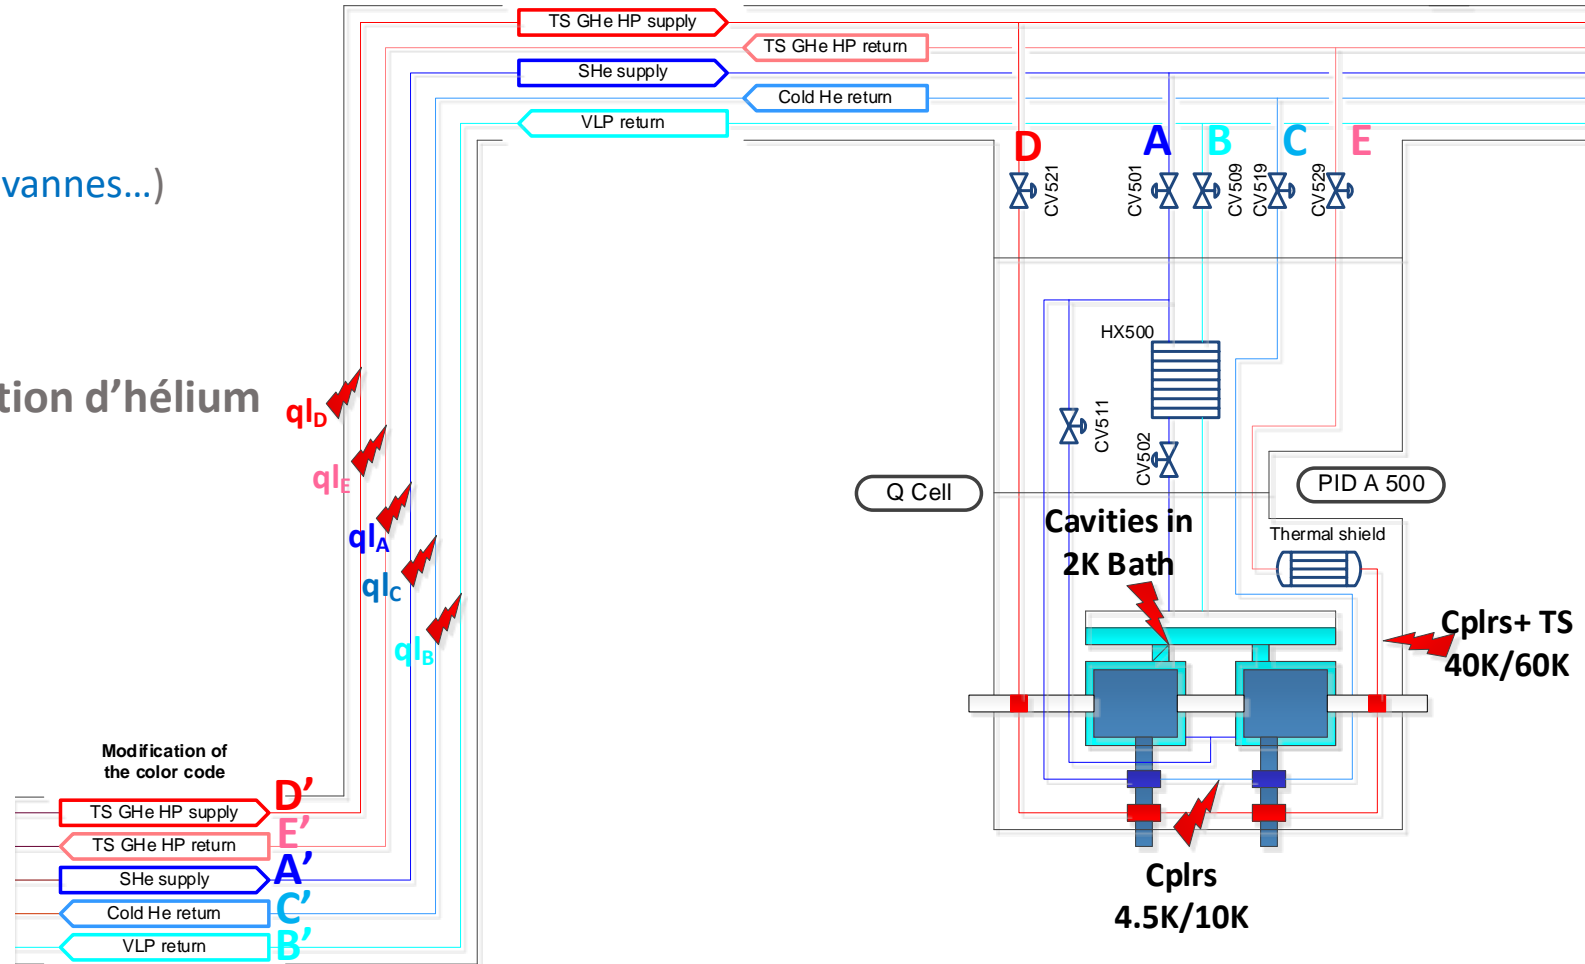 TS GHe HP supply
TS GHe HP return
SHe supply
Cold He return
VLP return
D
A
B
C
E
CV521
CV501
CV509
CV519
CV529
vannes…)
HX500
tion d’hélium
qlD
qlE
qlA
qlC
qlB
CV511
CV502
Q Cell
PID A 500
Cavities in
2K Bath
Thermal shield
Cplrs+ TS
40K/60K
Cplrs
4.5K/10K
Modification of
the color code
TS GHe HP supply
D’
TS GHe HP return
E’
SHe supply
A’
Cold He return
C’
VLP return
B’